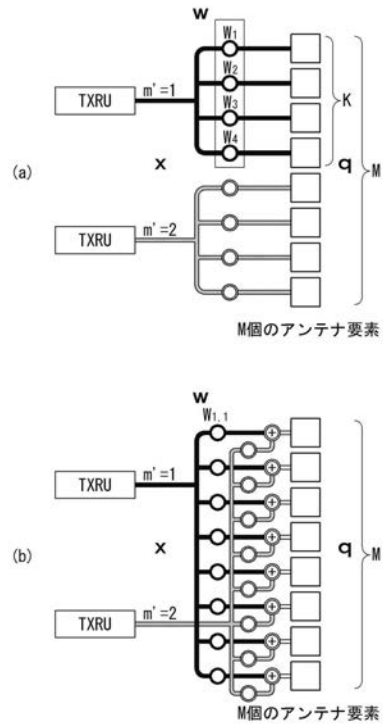 w
W1
TXRU
m'=1
W2
W3
K
W4
(a)
x
q
M
TXRU
m'=2
M個のアンテナ要素
w
W1,1
TXRU
m'=1
(b)
x
q
M
TXRU
m'=2
M個のアンテナ要素